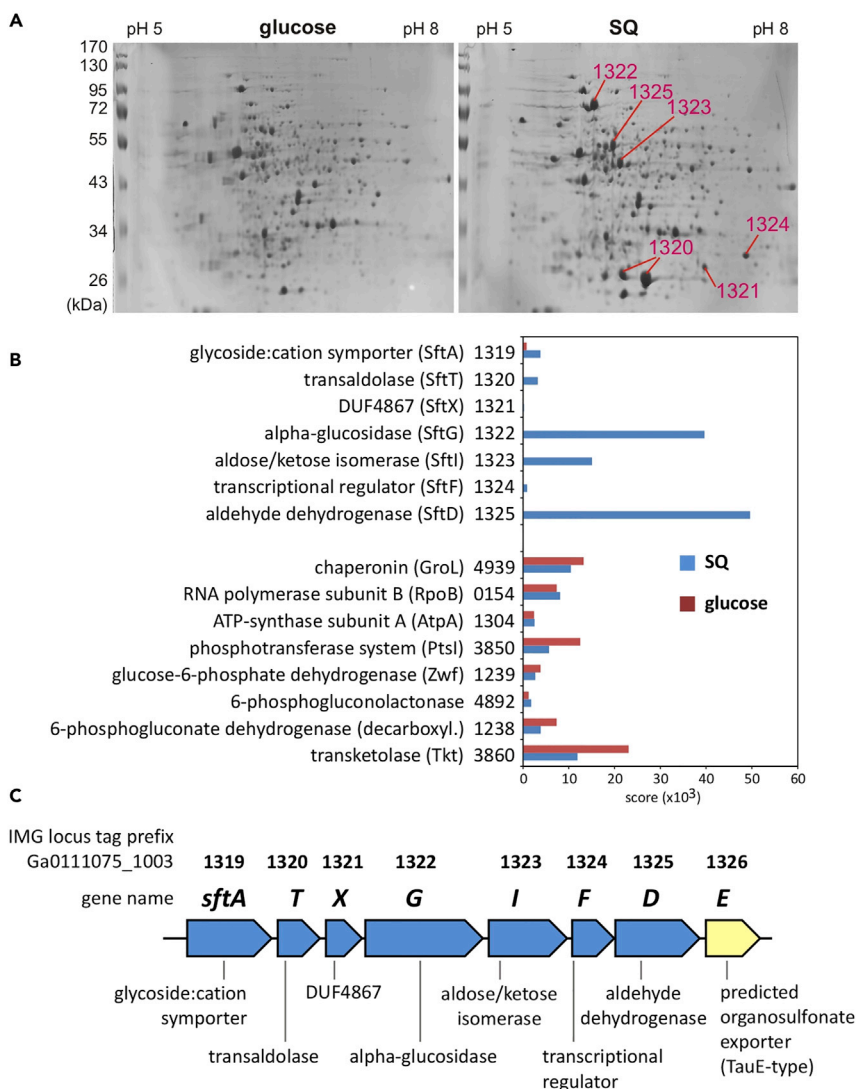 A
pH 5 glucose pH 8 pH 5 SQ pH 8
170
130
95
72
55
43
34
26
(kDa)
1322
1325
1323
1324
1320
1321
B
glycoside:cation symporter (SftA) 1319
transaldolase (SftT) 1320
DUF4867 (SftX) 1321
alpha-glucosidase (SftG) 1322
aldose/ketose isomerase (SftI) 1323
transcriptional regulator (SftF) 1324
aldehyde dehydrogenase (SftD) 1325
chaperonin (GroL) 4939
RNA polymerase subunit B (RpoB) 0154
ATP-synthase subunit A (AtpA) 1304
phosphotransferase system (PtsI) 3850
glucose-6-phosphate dehydrogenase (Zwf) 1239
6-phosphogluconolactonase 4892
6-phosphogluconate dehydrogenase (decarboxyl.) 1238
transketolase (Tkt) 3860
SQ
glucose
0 10 20 30 40 50 60
score (x10³)
C
IMG locus tag prefix
Ga0111075_1003 1319 1320 1321 1322 1323 1324 1325 1326
gene name sftA T X G I F D E
glycoside:cation
symporter
transaldolase
DUF4867
alpha-glucosidase
aldose/ketose
isomerase
transcriptional
regulator
aldehyde
dehydrogenase
predicted
organosulfonate
exporter
(TauE-type)